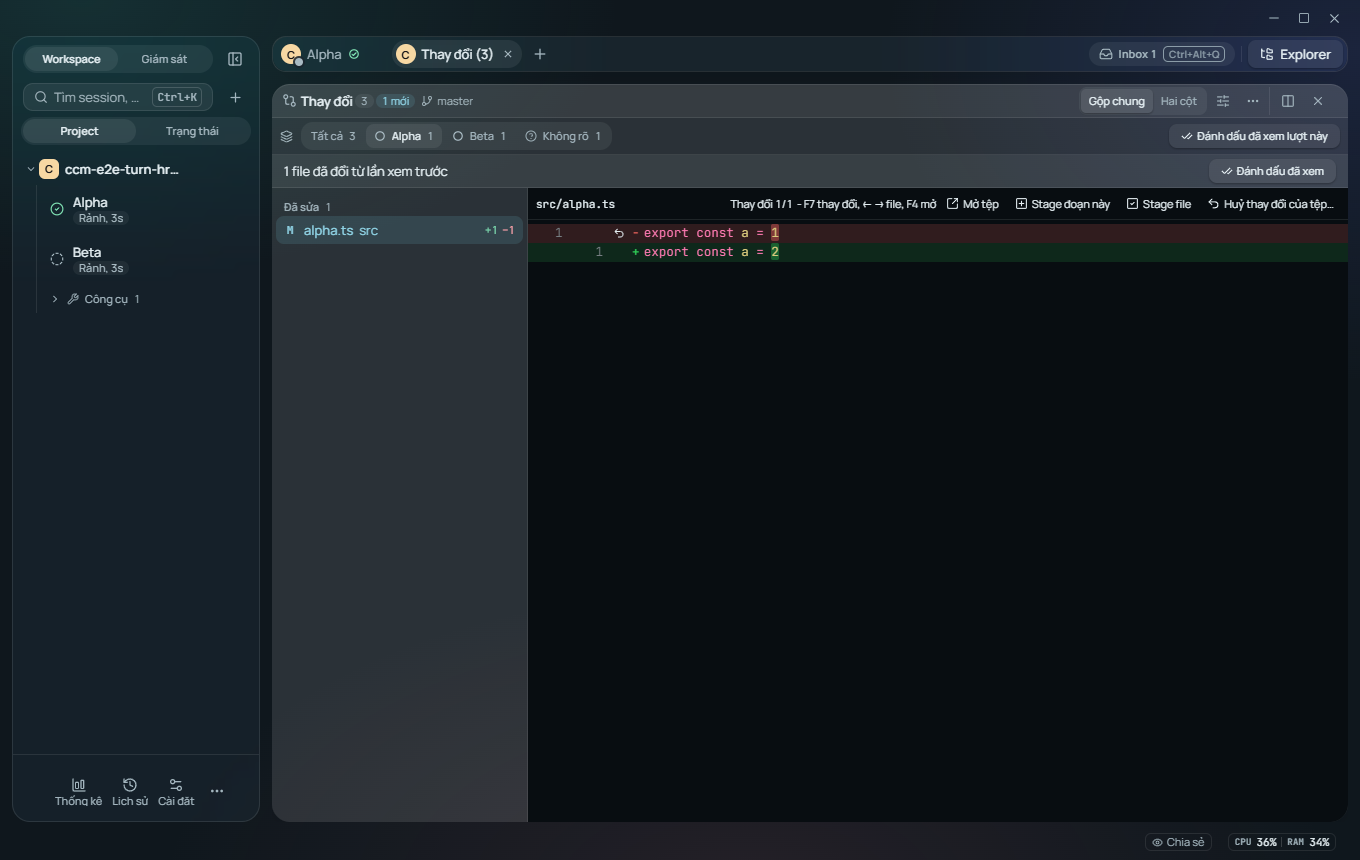 Workspace Giám sát
Tìm session, ... Ctrl+K
Project Trạng thái
C ccm-e2e-turn-hr...
Alpha
Rảnh, 3s
Beta
Rảnh, 3s
Công cụ 1
Thống kê Lịch sử Cài đặt
C Alpha C Thay đổi (3)
Inbox 1 Ctrl+Alt+Q Explorer
Thay đổi 3 1 mới master
Gộp chung Hai cột
Tất cả 3 Alpha 1 Beta 1 Không rõ 1
Đánh dấu đã xem lượt này
1 file đã đổi từ lần xem trước
Đánh dấu đã xem
Đã sửa 1
M alpha.ts src +1 −1
src/alpha.ts Thay đổi 1/1 - F7 thay đổi, ← → file, F4 mở Mở tệp Stage đoạn này Stage file Huỷ thay đổi của tệp...
1 - export const a = 1
1 + export const a = 2
Chia sẻ CPU 36% RAM 34%